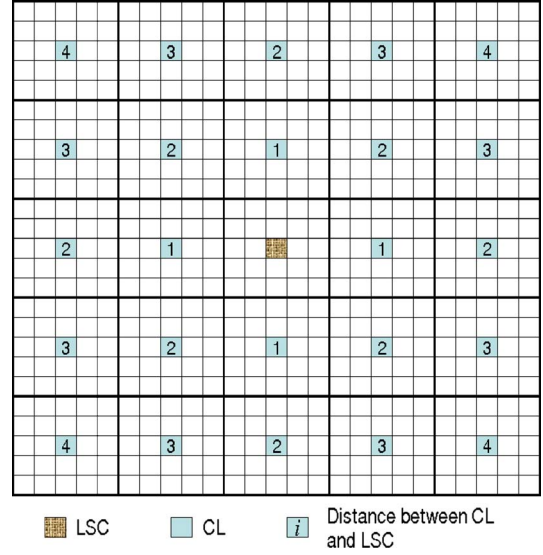 4 3 2 3 4
3 2 1 2 3
2 1 1 2
3 2 1 2 3
4 3 2 3 4
LSC CL i Distance between CL
and LSC